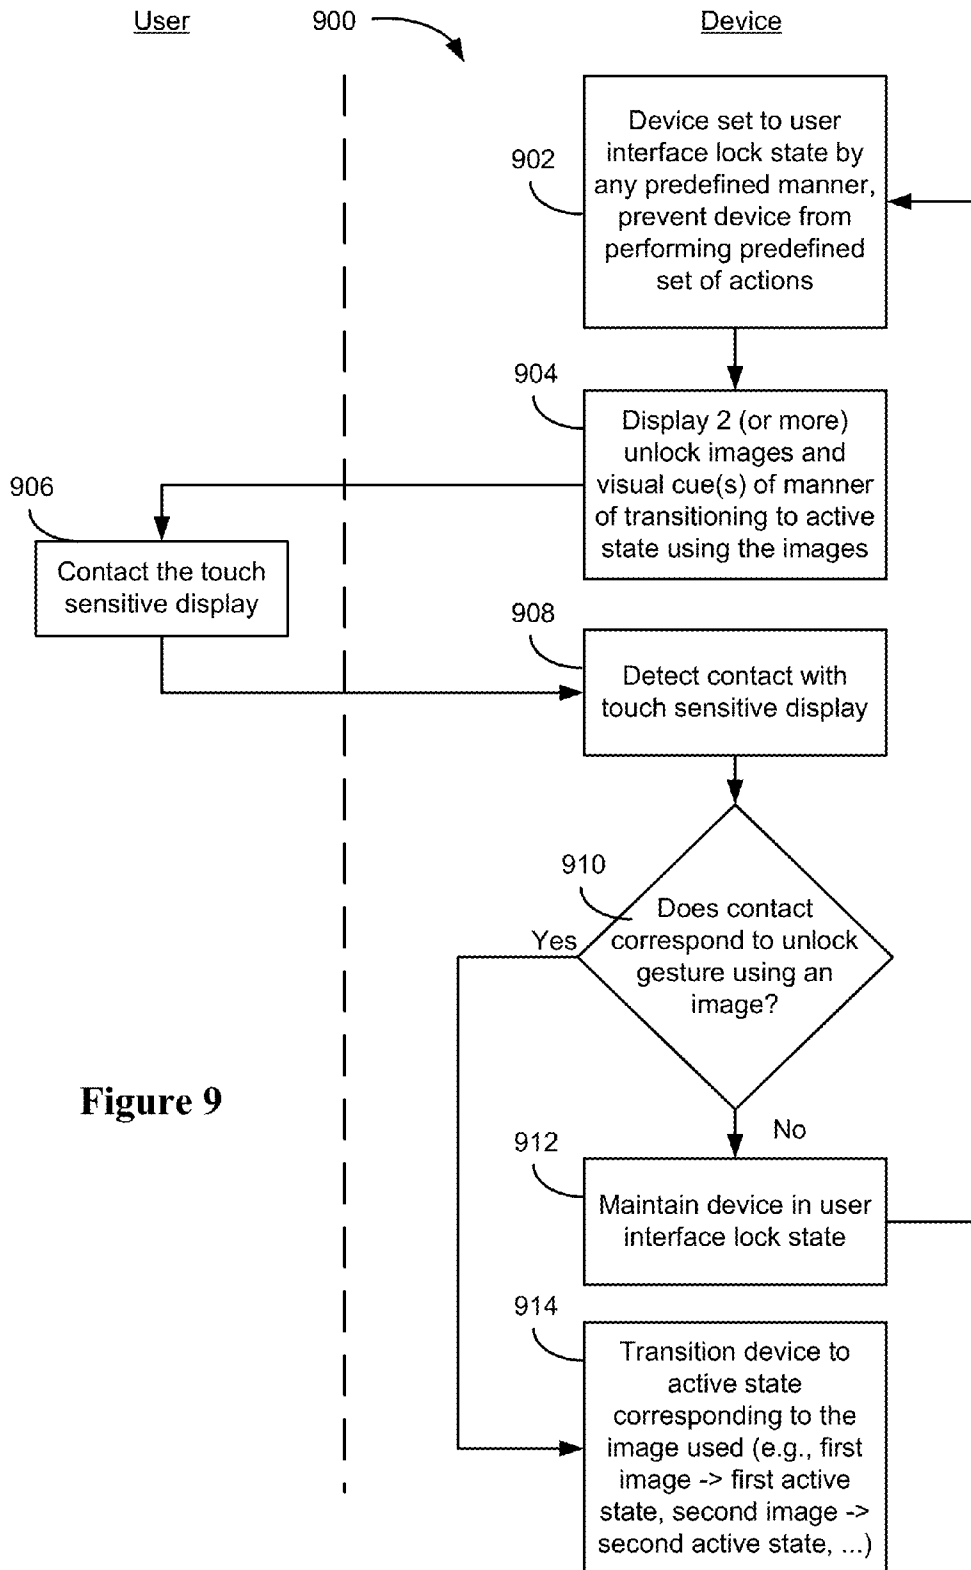 User
900
Device
902
Device set to user
interface lock state by
any predefined manner,
prevent device from
performing predefined
set of actions
904
Display 2 (or more)
unlock images and
visual cue(s) of manner
of transitioning to active
state using the images
906
Contact the touch
sensitive display
908
Detect contact with
touch sensitive display
910
Does contact
correspond to unlock
gesture using an
image?
Yes
No
Figure 9
912
Maintain device in user
interface lock state
914
Transition device to
active state
corresponding to the
image used (e.g., first
image -> first active
state, second image ->
second active state, ...)